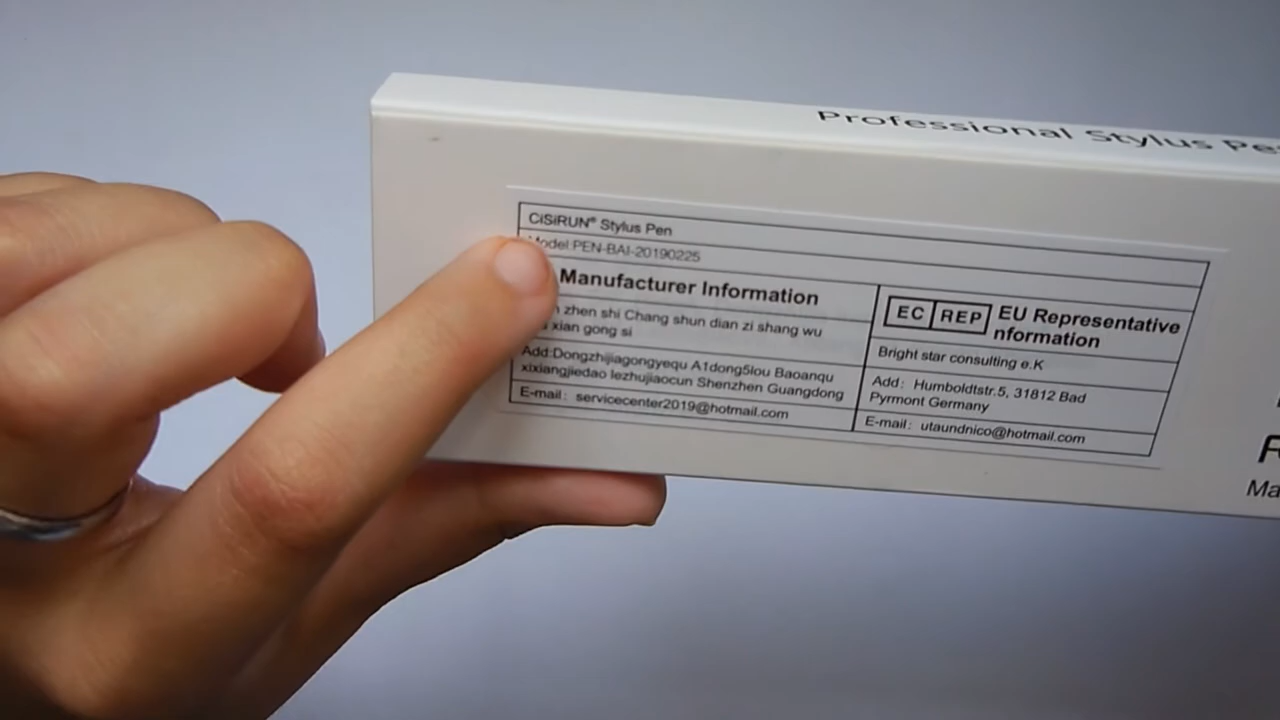 Professional Stylus Pe
CiSiRUN® Stylus Pen
Model:PEN-BAI-20190225
Manufacturer Information
zhen shi Chang shun dian zi shang wu
xian gong si
Add:Dongzhijiagongyequ A1dong5lou Baoanqu
xixiangjiedao lezhujiaocun Shenzhen Guangdong
E-mail: servicecenter2019@hotmail.com
EC REP EU Representative
nformation
Bright star consulting e.K
Add: Humboldtstr.5, 31812 Bad
Pyrmont Germany
E-mail: utaundnico@hotmail.com
Ma